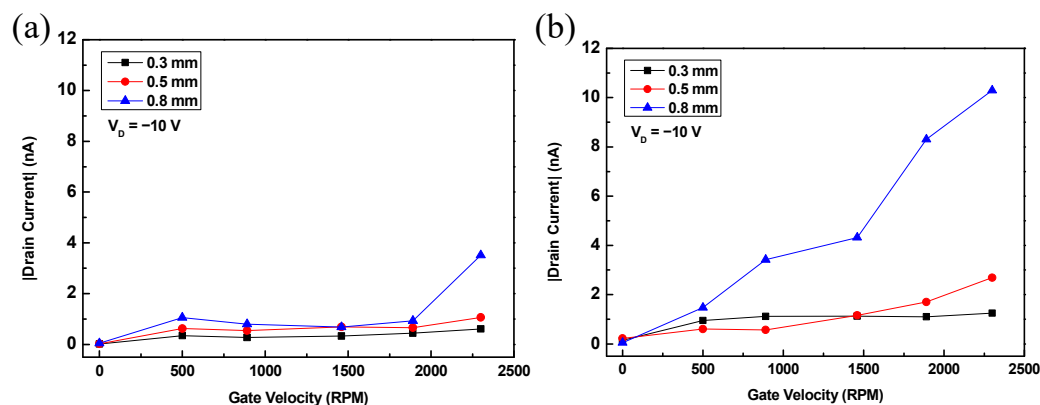 (a)
12
10
8
6
4
2
0
|Drain Current| (nA)
0.3 mm
0.5 mm
0.8 mm
V_D = −10 V
0 500 1000 1500 2000 2500
Gate Velocity (RPM)
(b)
12
10
8
6
4
2
0
|Drain Current| (nA)
0.3 mm
0.5 mm
0.8 mm
V_D = −10 V
0 500 1000 1500 2000 2500
Gate Velocity (RPM)